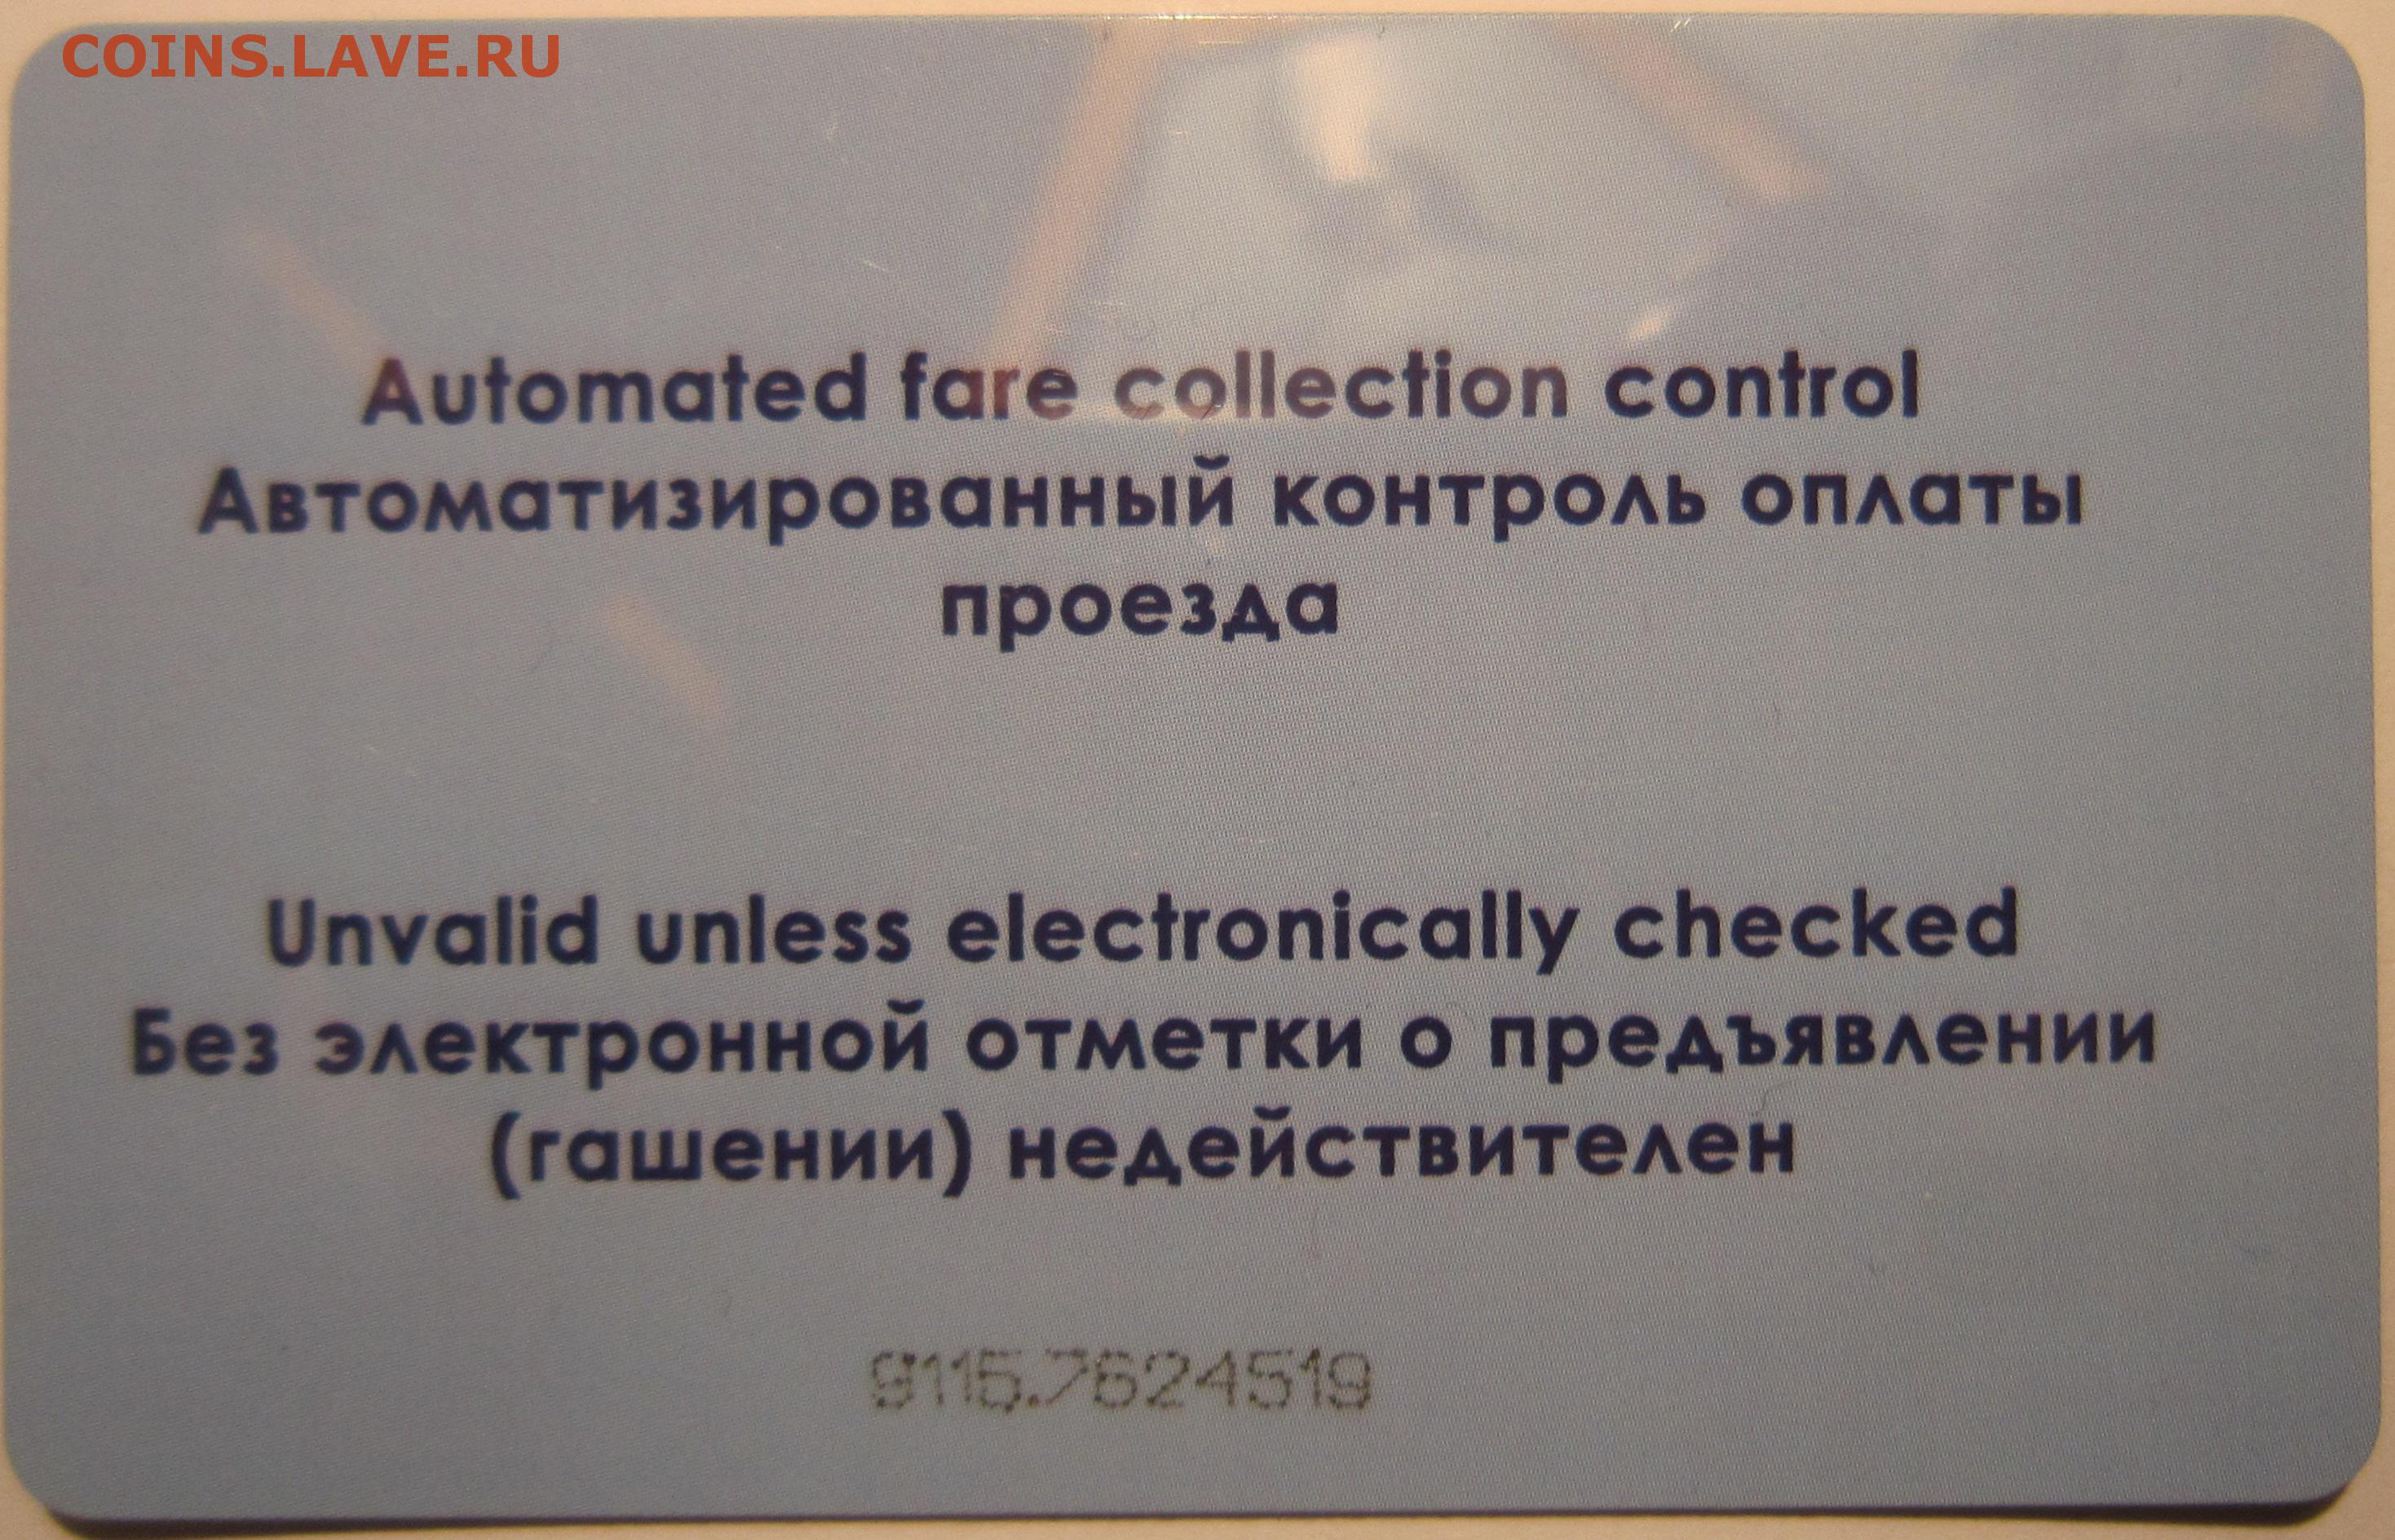 COINS.LAVE.RU
Automated fare collection control
Автоматизированный контроль оплаты
проезда
Unvalid unless electronically checked
Без электронной отметки о предъявлении
(гашении) недействителен
9115.7624519